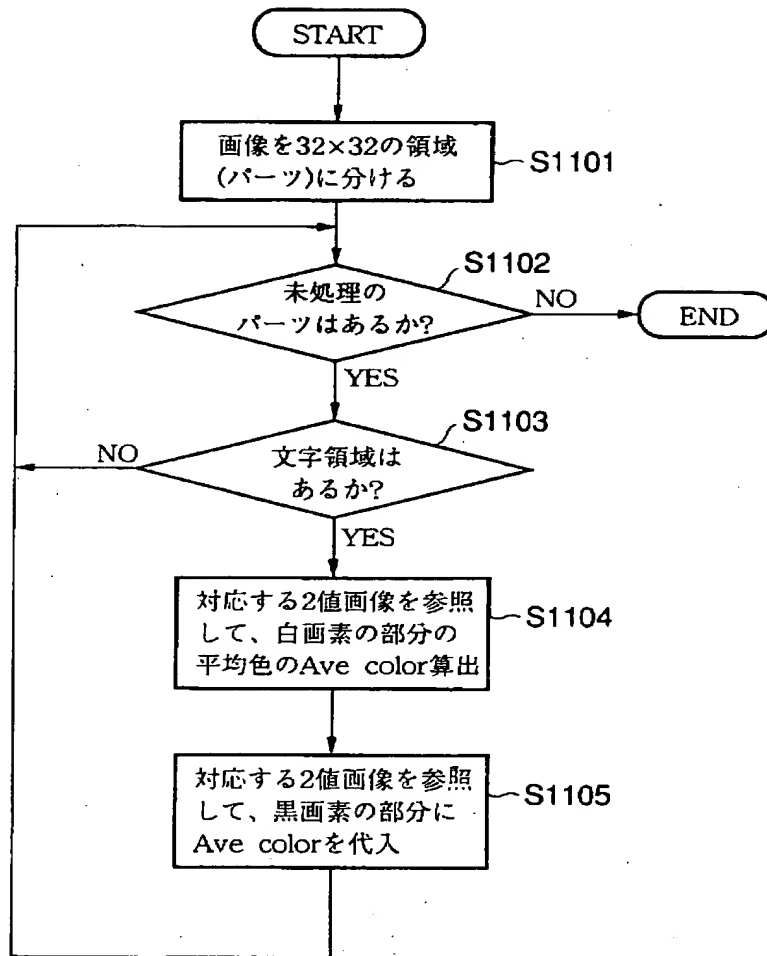 START
画像を32×32の領域
(パーツ)に分ける
S1101
S1102
未処理の
パーツはあるか?
NO
END
YES
S1103
NO
文字領域は
あるか?
YES
対応する2値画像を参照
して、白画素の部分の
平均色のAve color算出
S1104
対応する2値画像を参照
して、黒画素の部分に
Ave colorを代入
S1105